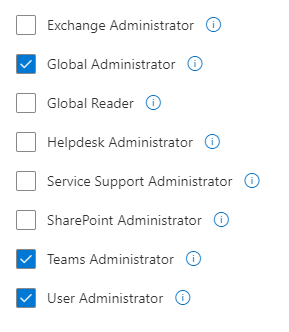 Exchange Administrator
Global Administrator
Global Reader
Helpdesk Administrator
Service Support Administrator
SharePoint Administrator
Teams Administrator
User Administrator